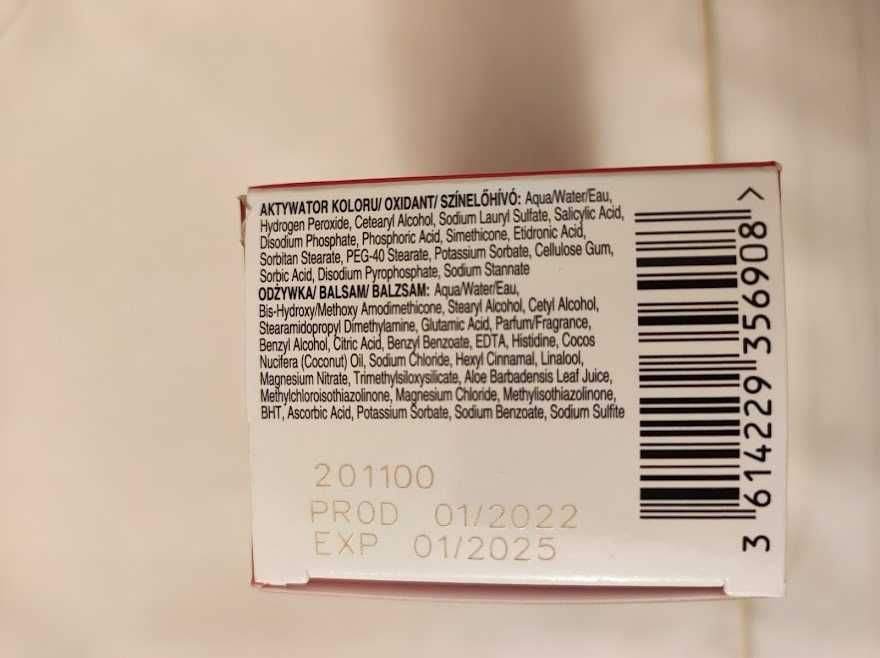 AKTYWATOR KOLORU/ OXIDANT/ SZÍNELŐHÍVÓ: Aqua/Water/Eau,
Hydrogen Peroxide, Cetearyl Alcohol, Sodium Lauryl Sulfate, Salicylic Acid,
Disodium Phosphate, Phosphoric Acid, Simethicone, Etidronic Acid,
Sorbitan Stearate, PEG-40 Stearate, Potassium Sorbate, Cellulose Gum,
Sorbic Acid, Disodium Pyrophosphate, Sodium Stannate
ODŻYWKA/ BALSAM/ BALZSAM: Aqua/Water/Eau,
Bis-Hydroxy/Methoxy Amodimethicone, Stearyl Alcohol, Cetyl Alcohol,
Stearamidopropyl Dimethylamine, Glutamic Acid, Parfum/Fragrance,
Benzyl Alcohol, Citric Acid, Benzyl Benzoate, EDTA, Histidine, Cocos
Nucifera (Coconut) Oil, Sodium Chloride, Hexyl Cinnamal, Linalool,
Magnesium Nitrate, Trimethylsiloxysilicate, Aloe Barbadensis Leaf Juice,
Methylchloroisothiazolinone, Magnesium Chloride, Methylisothiazolinone,
BHT, Ascorbic Acid, Potassium Sorbate, Sodium Benzoate, Sodium Sulfite
201100
PROD 01/2022
EXP 01/2025
3 614229 356908 >